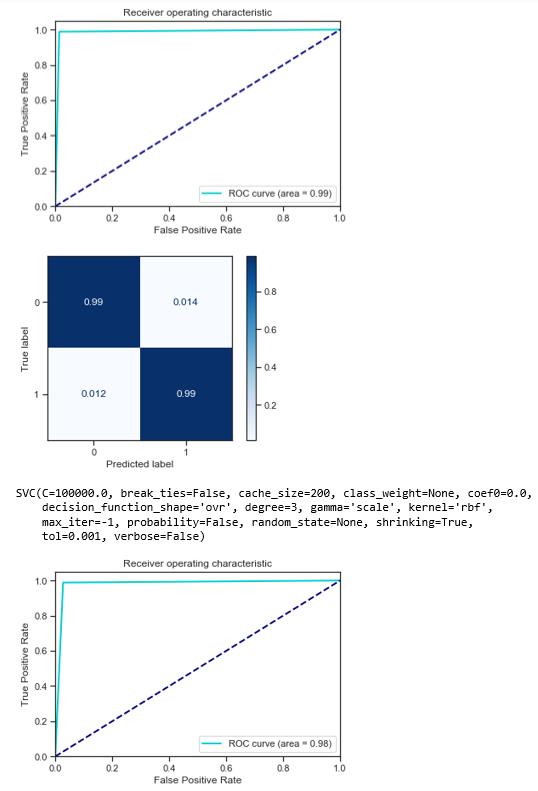 Receiver operating characteristic
1.0
0.8
0.6
0.4
0.2
0.0
True Positive Rate
ROC curve (area = 0.99)
0.0 0.2 0.4 0.6 0.8 1.0
False Positive Rate
0 0.99 0.014
1 0.012 0.99
True label
0 1
Predicted label
0.8
0.6
0.4
0.2
SVC(C=100000.0, break_ties=False, cache_size=200, class_weight=None, coef0=0.0,
decision_function_shape='ovr', degree=3, gamma='scale', kernel='rbf',
max_iter=-1, probability=False, random_state=None, shrinking=True,
tol=0.001, verbose=False)
Receiver operating characteristic
1.0
0.8
0.6
0.4
0.2
0.0
True Positive Rate
ROC curve (area = 0.98)
0.0 0.2 0.4 0.6 0.8 1.0
False Positive Rate